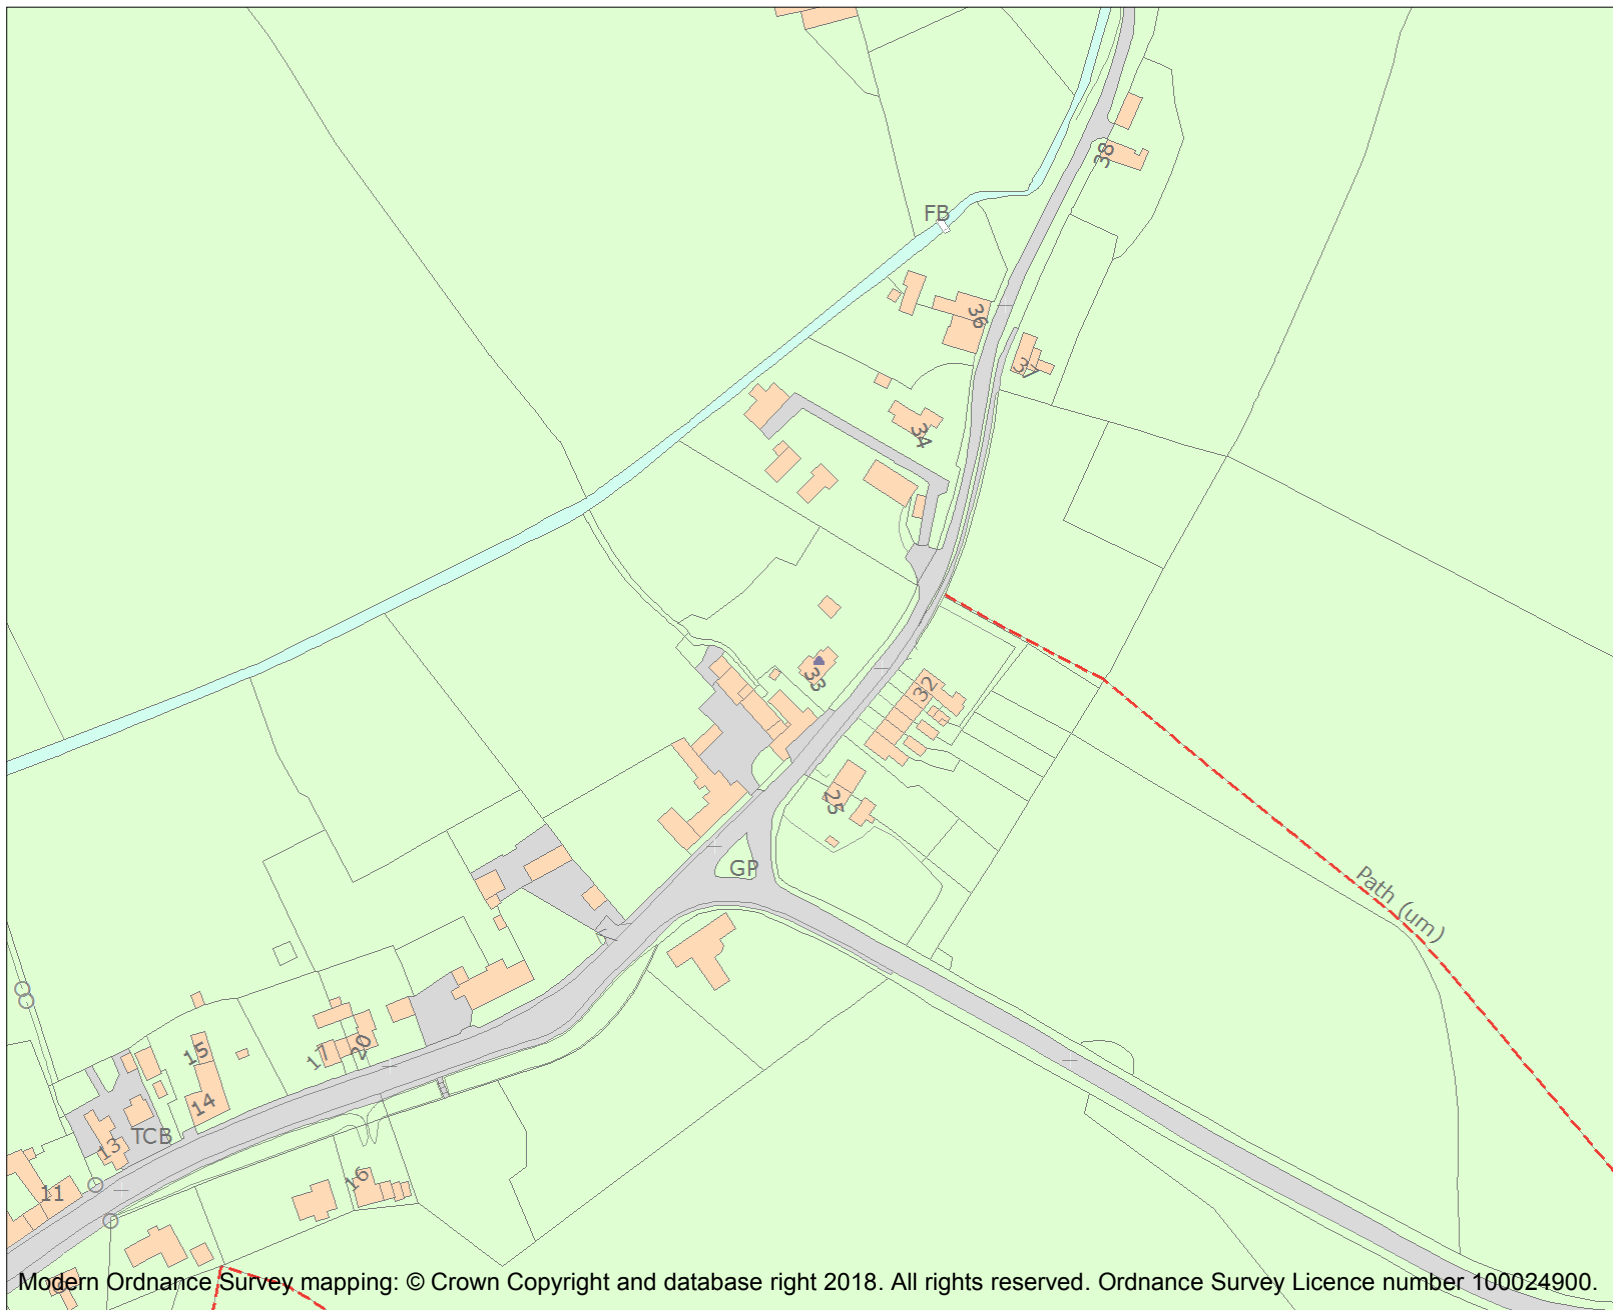 38
FB
36
37
34
33
32
25
GP
Path (um)
15
17
20
14
TCB
13
16
11
Modern Ordnance Survey mapping: © Crown Copyright and database right 2018. All rights reserved. Ordnance Survey Licence number 100024900.